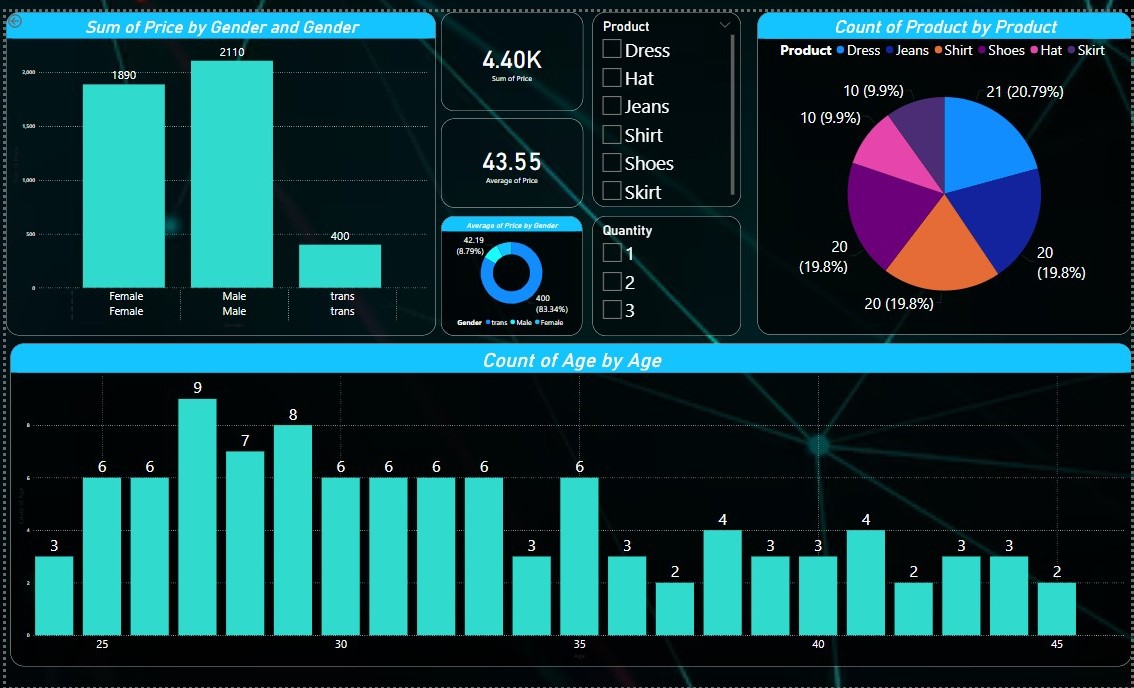 Sum of Price by Gender and Gender
2,000
1,500
1,000
500
0
1890
2110
400
Female
Male
trans
Female
Male
trans
4.40K
Sum of Price
43.55
Average of Price
Average of Price by Gender
42.19
(8.79%)
400
(83.34%)
Gender trans Male Female
Product
Dress
Hat
Jeans
Shirt
Shoes
Skirt
Quantity
1
2
3
Count of Product by Product
Product Dress Jeans Shirt Shoes Hat Skirt
10 (9.9%)
21 (20.79%)
10 (9.9%)
20
(19.8%)
20
(19.8%)
20 (19.8%)
Count of Age by Age
8
6
4
2
0
3 6 6 9 7 8 6 6 6 6 3 6 3 2 4 3 3 4 2 3 3 2
25 30 35 40 45